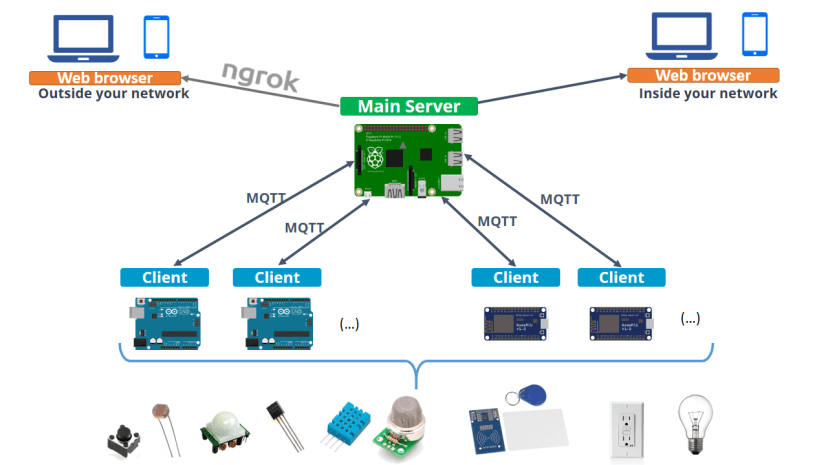 ngrok
Web browser
Outside your network
Web browser
Inside your network
Main Server
MQTT
MQTT
MQTT
MQTT
Client
Client
Client
Client
(...)
(...)